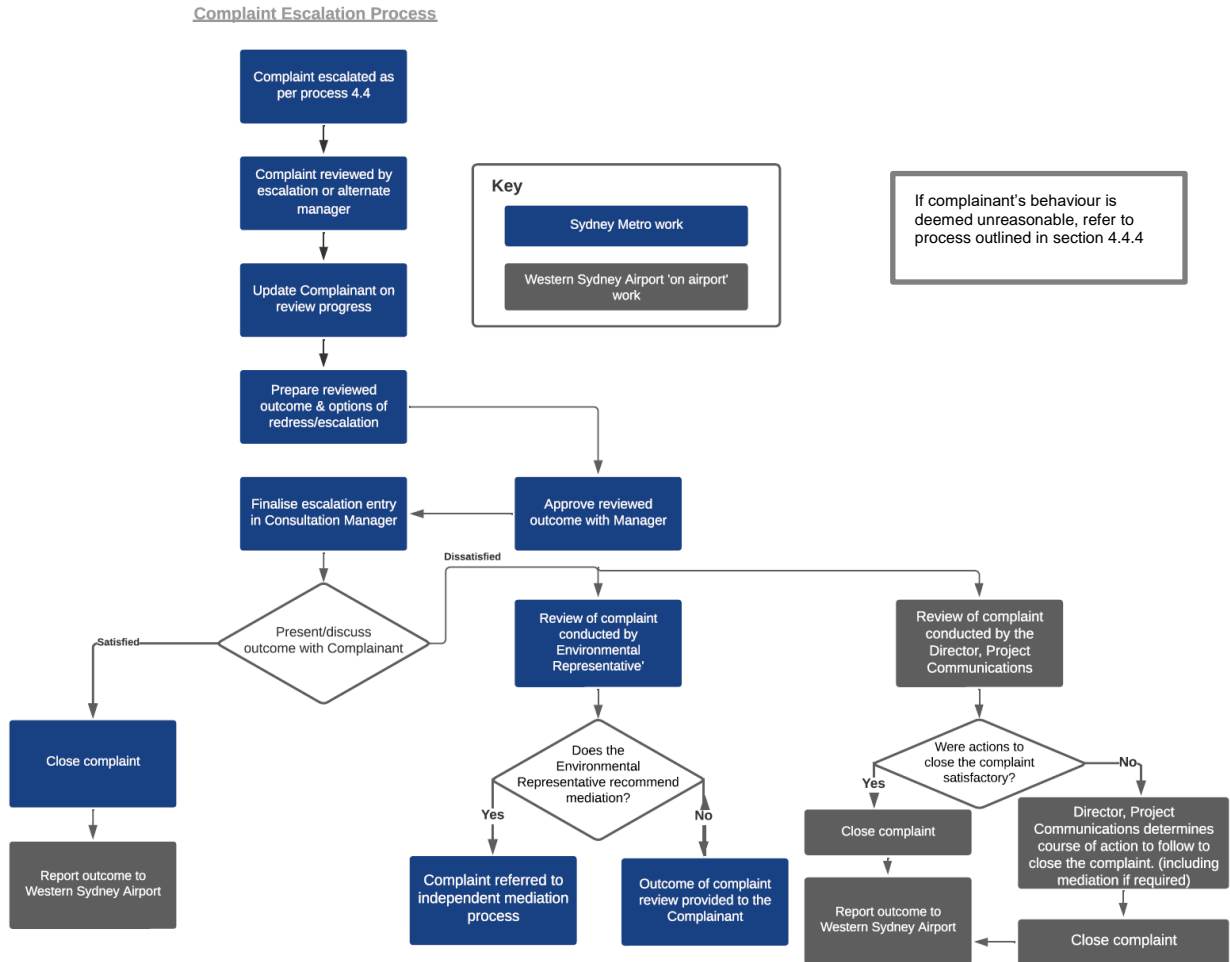 Complaint Escalation Process
Complaint escalated as
per process 4.4
Complaint reviewed by
escalation or alternate
manager
Key
Sydney Metro work
Western Sydney Airport 'on airport'
work
If complainant's behaviour is
deemed unreasonable, refer to
process outlined in section 4.4.4
Update Complainant on
review progress
Prepare reviewed
outcome & options of
redress/escalation
Finalise escalation entry
in Consultation Manager
Approve reviewed
outcome with Manager
Dissatisfied
Present/discuss
outcome with Complainant
Satisfied
Review of complaint
conducted by
Environmental
Representative'
Review of complaint
conducted by the
Director, Project
Communications
Close complaint
Report outcome to
Western Sydney Airport
Does the
Environmental
Representative recommend
mediation?
Yes
No
Complaint referred to
independent mediation
process
Outcome of complaint
review provided to the
Complainant
Were actions to
close the complaint
satisfactory?
Yes
No
Close complaint
Director, Project
Communications determines
course of action to follow to
close the complaint. (including
mediation if required)
Report outcome to
Western Sydney Airport
Close complaint